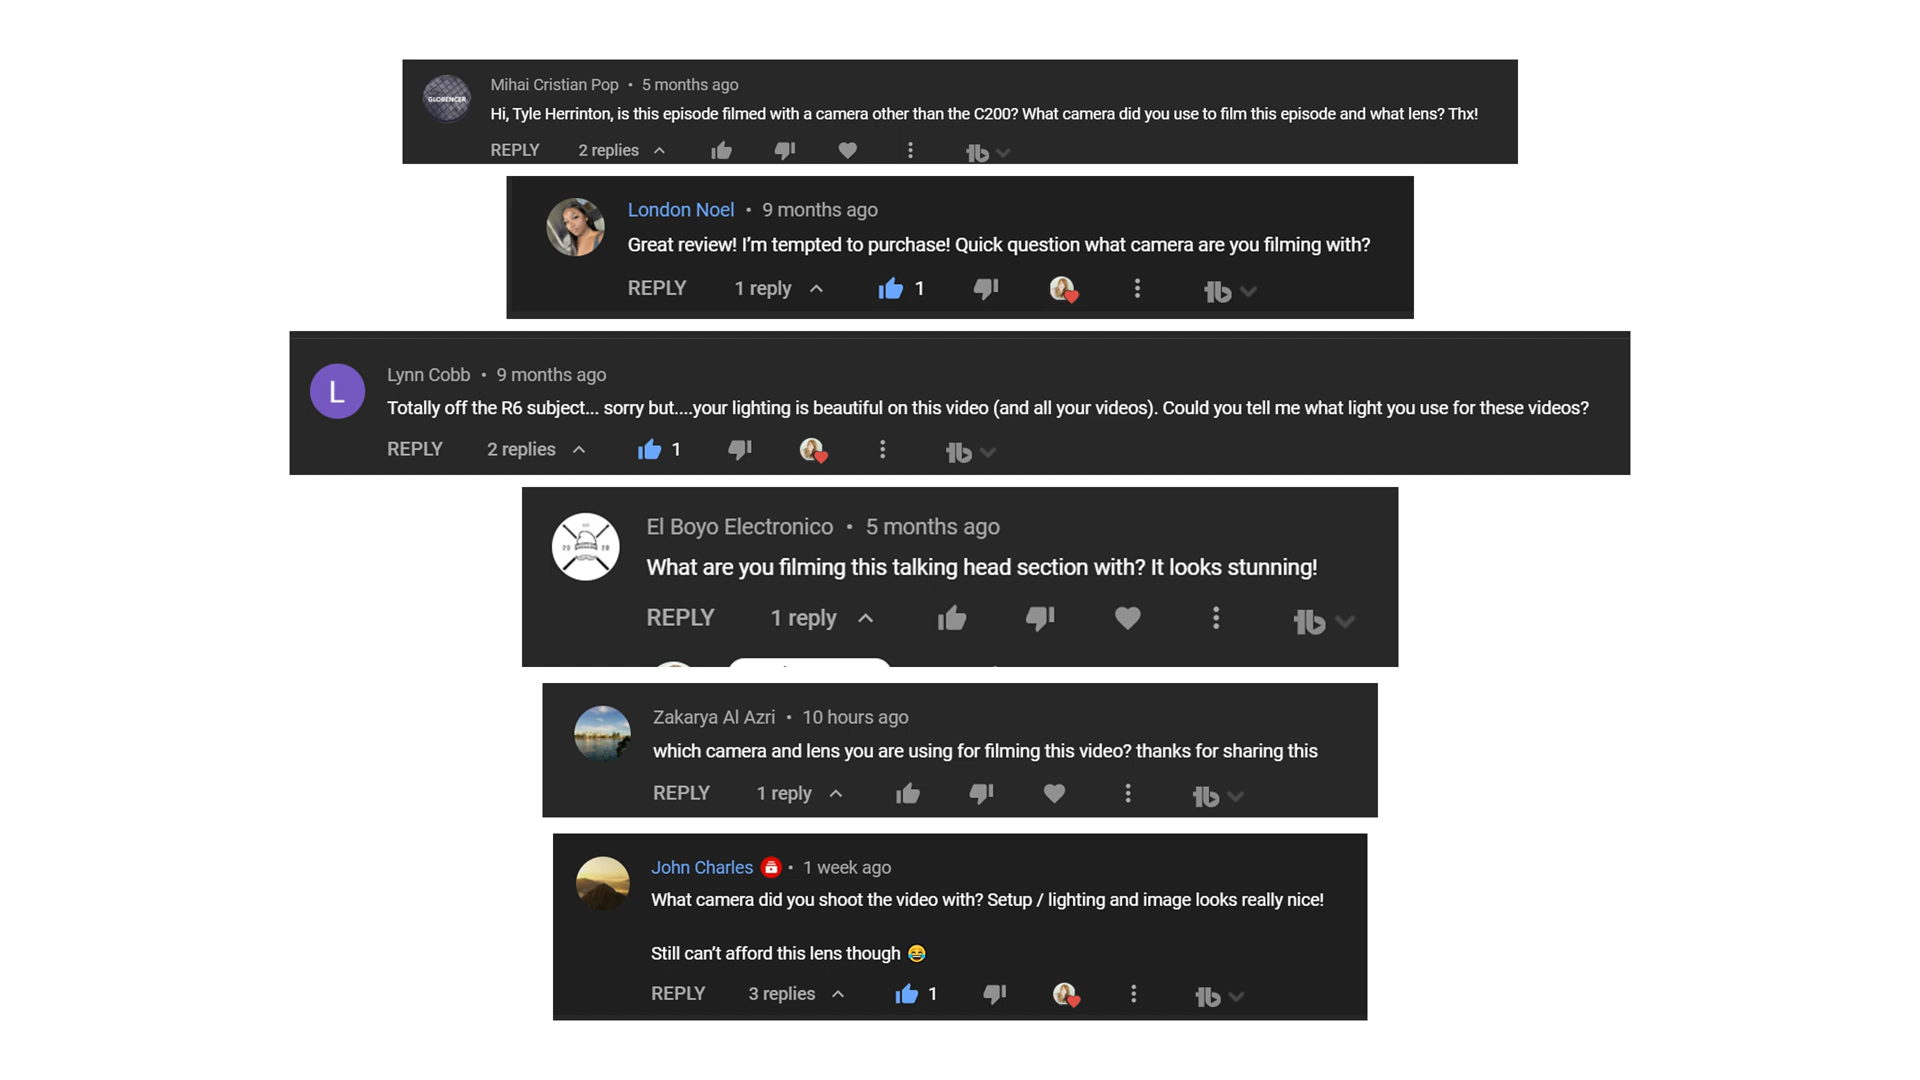 GLOBENCER
Mihai Cristian Pop • 5 months ago
Hi, Tyle Herrinton, is this episode filmed with a camera other than the C200? What camera did you use to film this episode and what lens? Thx!
REPLY 2 replies
London Noel • 9 months ago
Great review! I'm tempted to purchase! Quick question what camera are you filming with?
REPLY 1 reply 1
L
Lynn Cobb • 9 months ago
Totally off the R6 subject... sorry but....your lighting is beautiful on this video (and all your videos). Could you tell me what light you use for these videos?
REPLY 2 replies 1
El Boyo Electronico • 5 months ago
20 20
What are you filming this talking head section with? It looks stunning!
REPLY 1 reply
Zakarya Al Azri • 10 hours ago
which camera and lens you are using for filming this video? thanks for sharing this
REPLY 1 reply
John Charles • 1 week ago
What camera did you shoot the video with? Setup / lighting and image looks really nice!
Still can't afford this lens though 😂
REPLY 3 replies 1